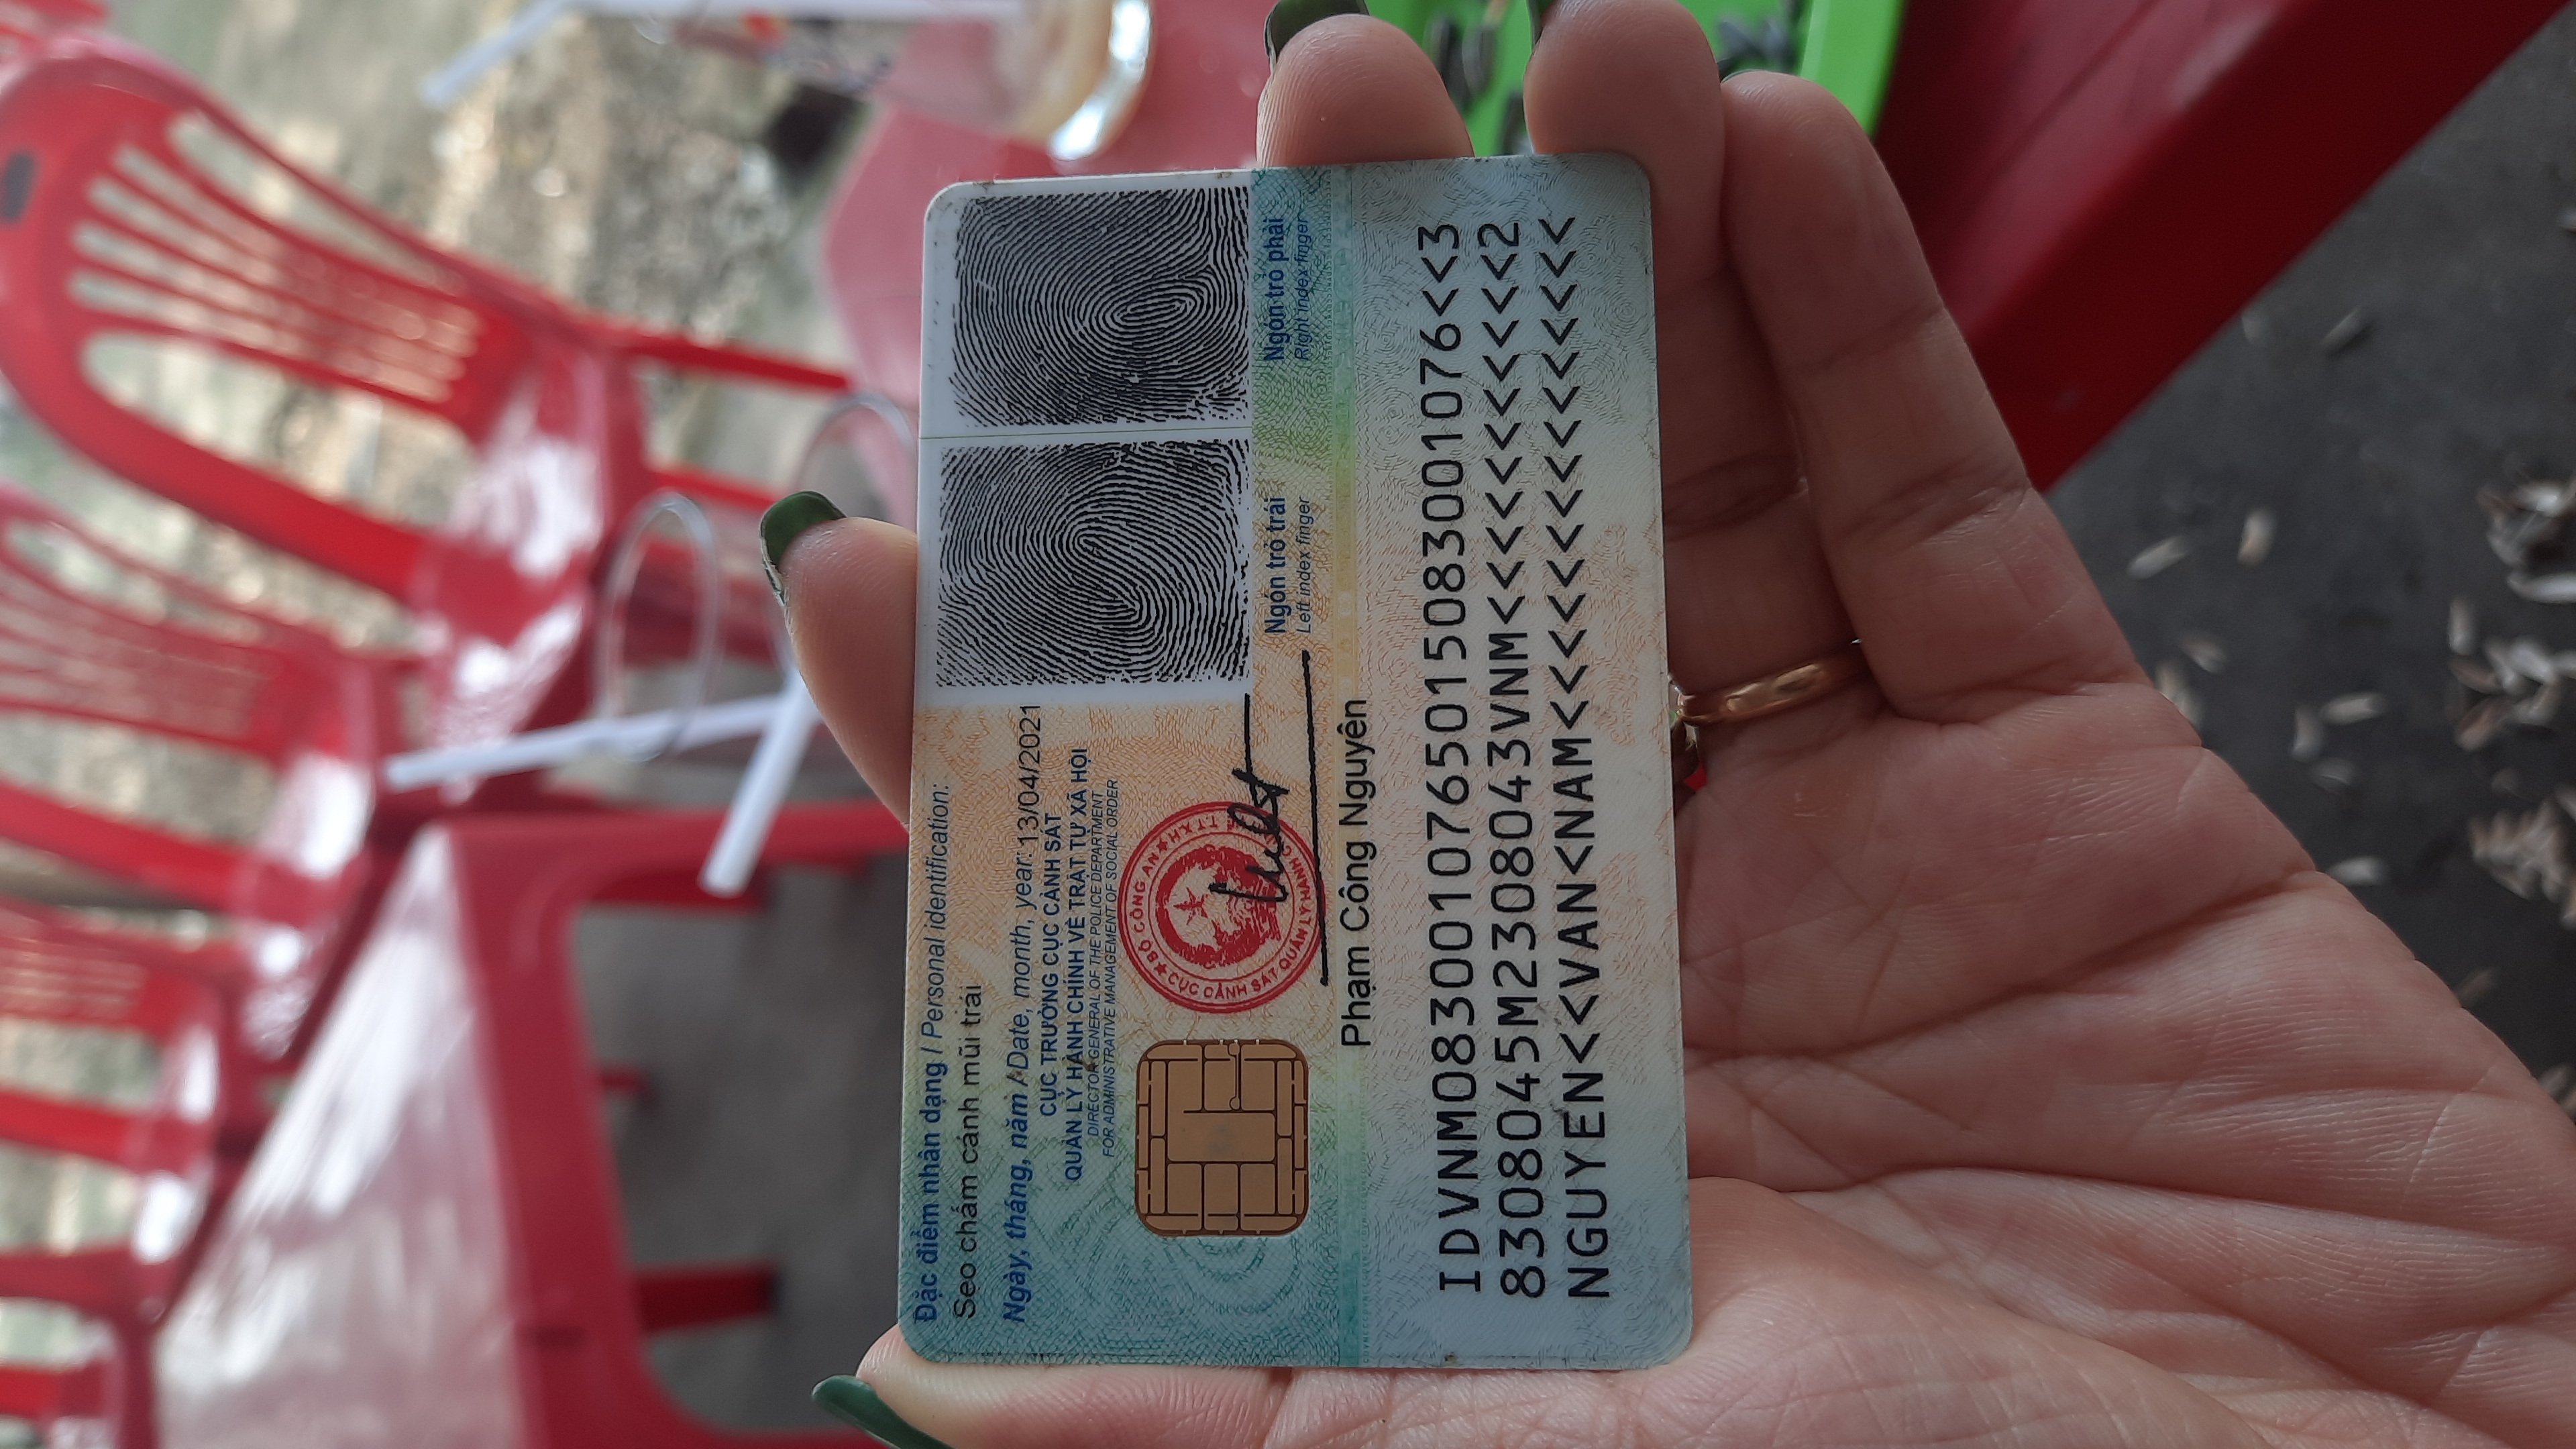 Đặc điểm nhân dạng / Personal identification:
Sẹo chấm cánh mũi trái
Ngày, tháng, năm / Date, month, year: 13/04/2021
CỤC TRƯỞNG CỤC CẢNH SÁT
QUẢN LÝ HÀNH CHÍNH VỀ TRẬT TỰ XÃ HỘI
DIRECTOR GENERAL OF THE POLICE DEPARTMENT
FOR ADMINISTRATIVE MANAGEMENT OF SOCIAL ORDER
BỘ CÔNG AN
CỤC CẢNH SÁT QUẢN LÝ HÀNH C
TTXH
Ngón trỏ trái
Left index finger
Ngón trỏ phải
Right index finger
Phạm Công Nguyên
IDVNM0830010765015083001076<<3
8308045M2308043VNM<<<<<<<<<<<2
NGUYEN<<VAN<NAM<<<<<<<<<<<<<<<